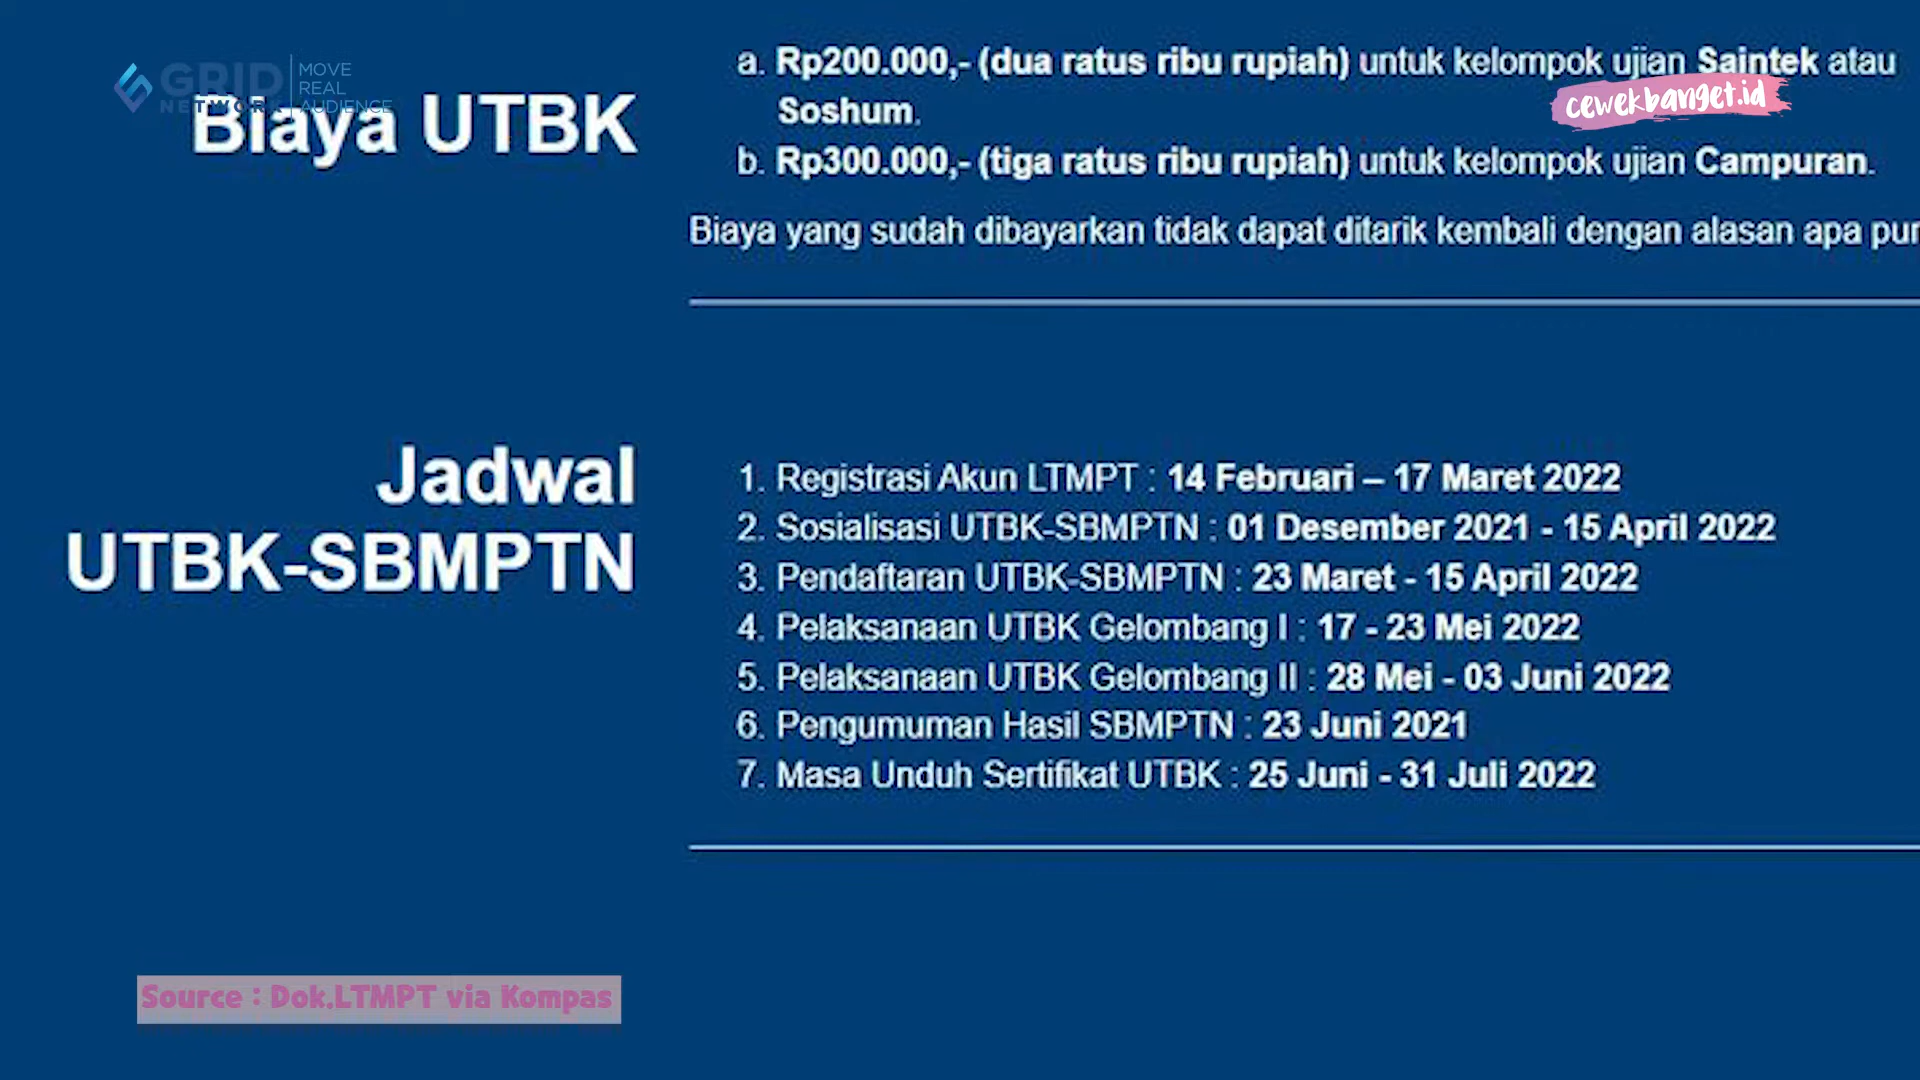 GRID
NETWORK
MOVE
REAL
AUDIENCE
cewekbanget.id
Biaya UTBK
a. Rp200.000,- (dua ratus ribu rupiah) untuk kelompok ujian Saintek atau
Soshum.
b. Rp300.000,- (tiga ratus ribu rupiah) untuk kelompok ujian Campuran.
Biaya yang sudah dibayarkan tidak dapat ditarik kembali dengan alasan apa pun
Jadwal
UTBK-SBMPTN
1. Registrasi Akun LTMPT : 14 Februari – 17 Maret 2022
2. Sosialisasi UTBK-SBMPTN : 01 Desember 2021 - 15 April 2022
3. Pendaftaran UTBK-SBMPTN : 23 Maret - 15 April 2022
4. Pelaksanaan UTBK Gelombang I : 17 - 23 Mei 2022
5. Pelaksanaan UTBK Gelombang II : 28 Mei - 03 Juni 2022
6. Pengumuman Hasil SBMPTN : 23 Juni 2021
7. Masa Unduh Sertifikat UTBK : 25 Juni - 31 Juli 2022
Source : Dok.LTMPT via Kompas